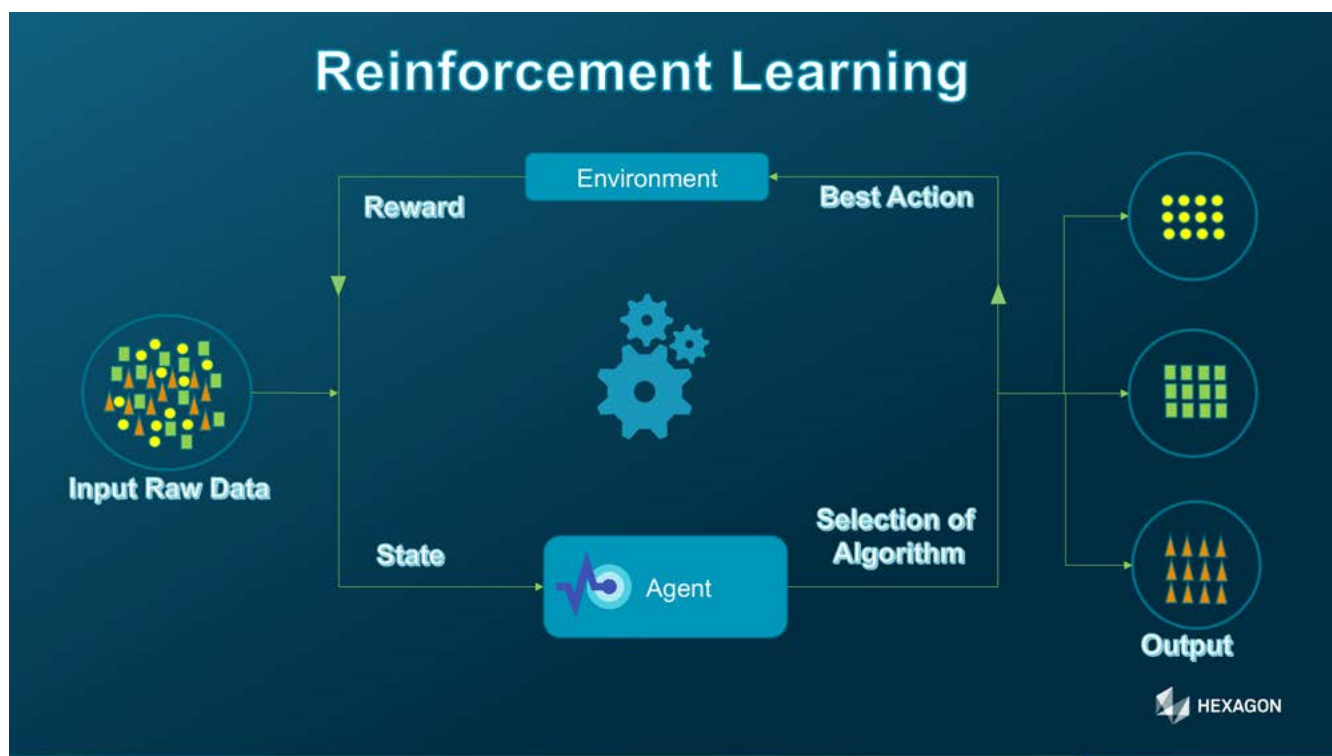 Reinforcement Learning
Environment
Reward
Best Action
Input Raw Data
State
Selection of
Algorithm
Agent
Output
HEXAGON